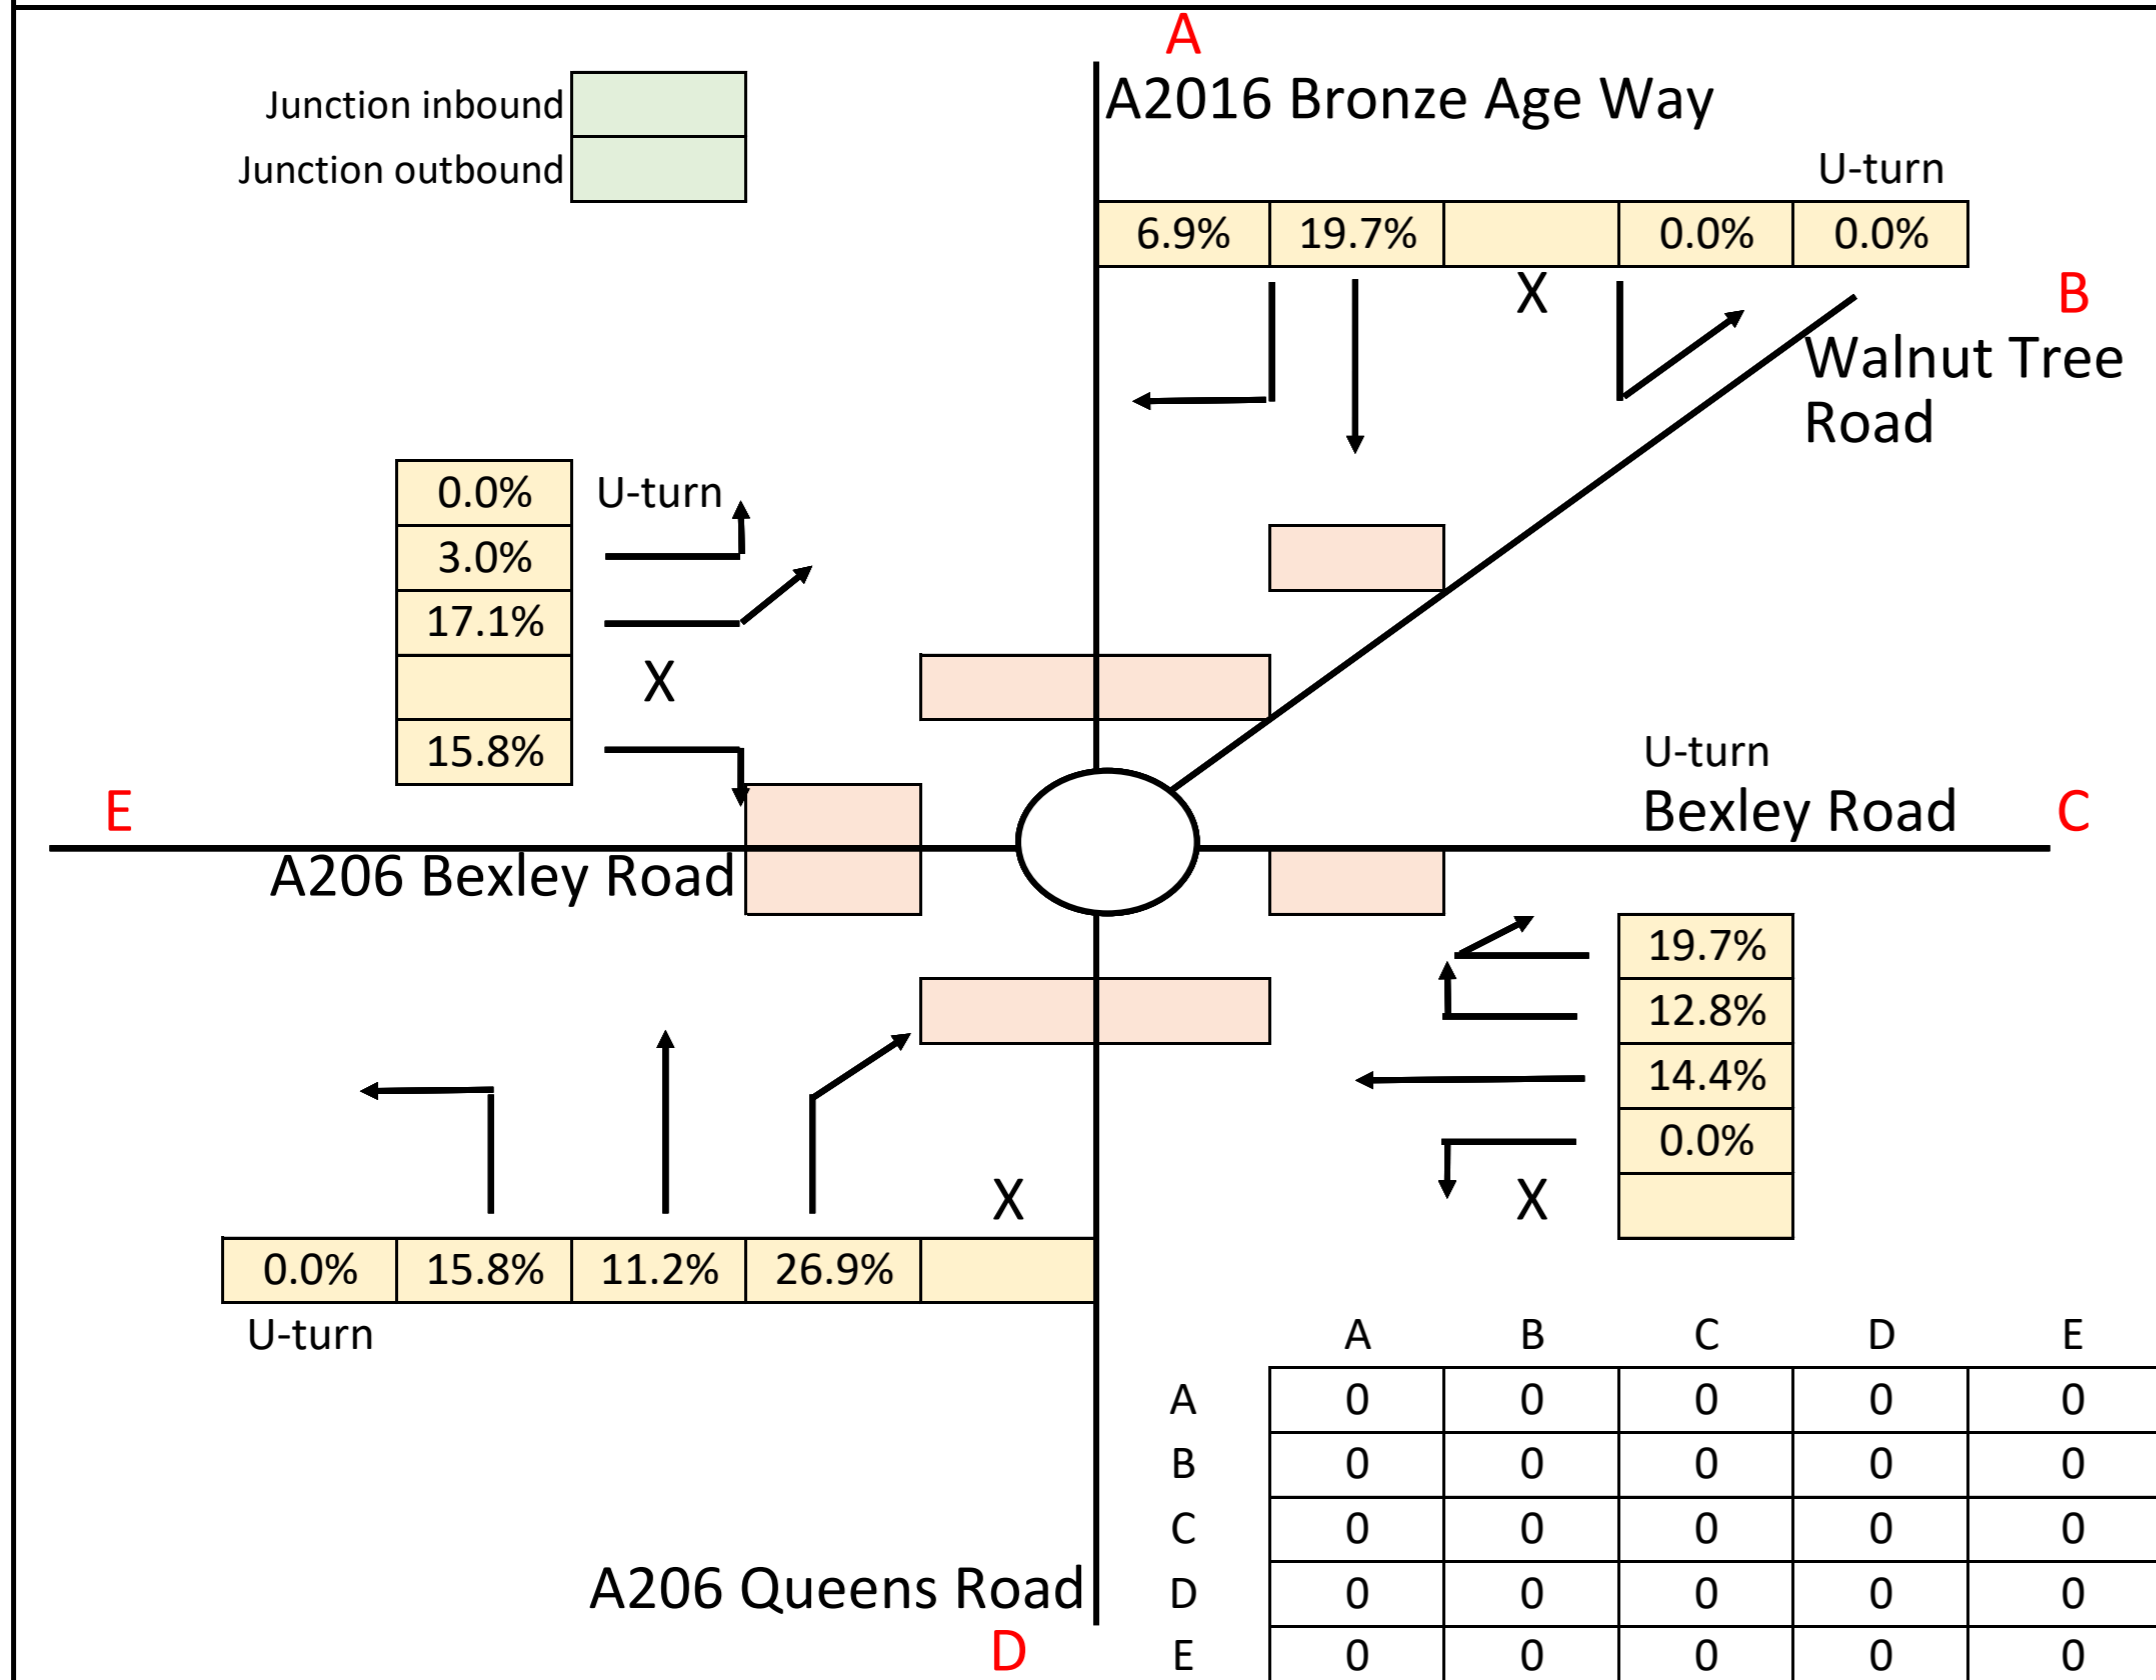 A
A2016 Bronze Age Way
Junction inbound
Junction outbound
U-turn
6.9% 19.7% 0.0% 0.0%
X
B
Walnut Tree
Road
0.0% U-turn
3.0%
17.1%
X
15.8%
U-turn
E
Bexley Road C
A206 Bexley Road
19.7%
12.8%
14.4%
0.0%
X
X
0.0% 15.8% 11.2% 26.9%
U-turn
A B C D E
A 0 0 0 0 0
B 0 0 0 0 0
C 0 0 0 0 0
A206 Queens Road
D 0 0 0 0 0
D
E 0 0 0 0 0